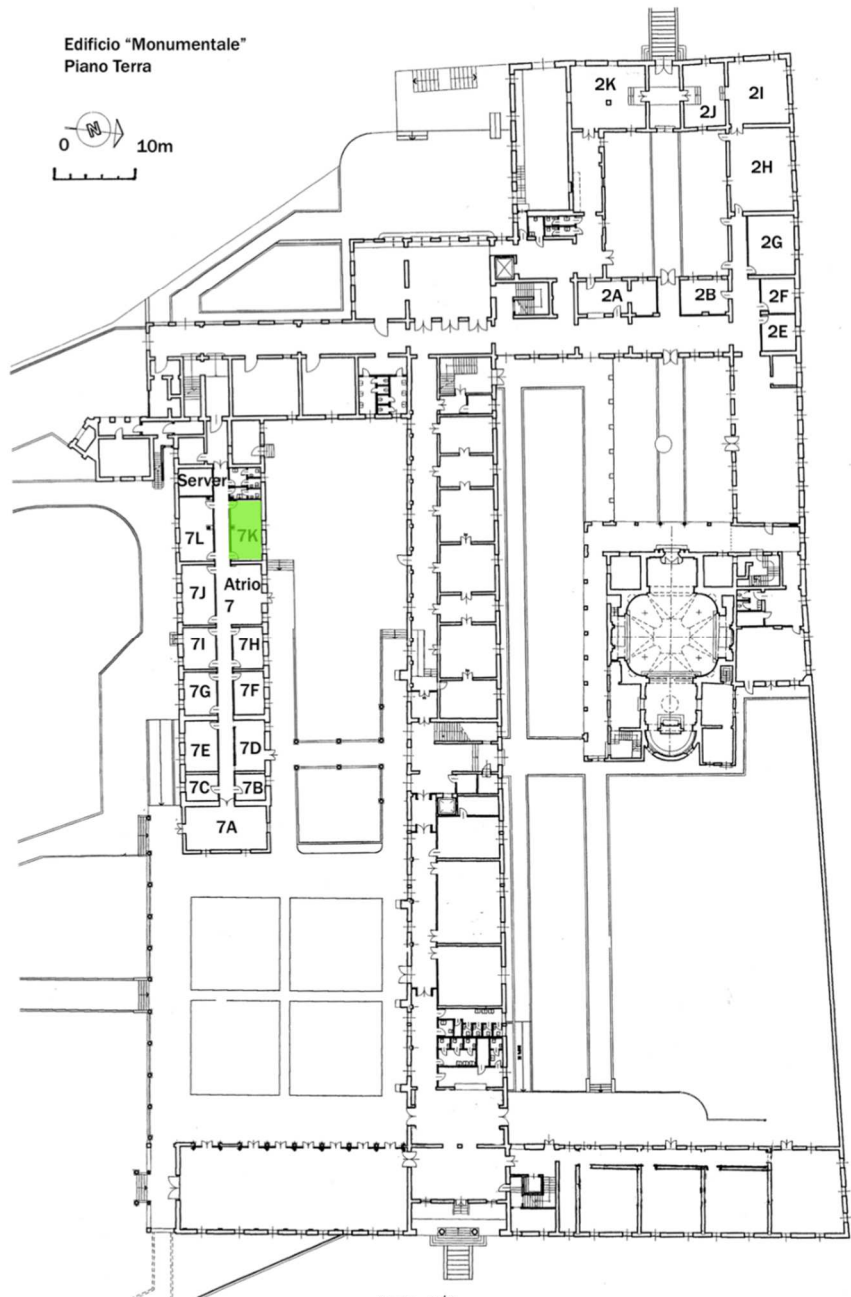 Edificio “Monumentale”
Piano Terra
N
0 10m
2K
2J
2I
2H
2G
2A
2B
2F
2E
Server
7L
7K
7J
Atrio
7
7I
7H
7G
7F
7E
7D
7C
7B
7A